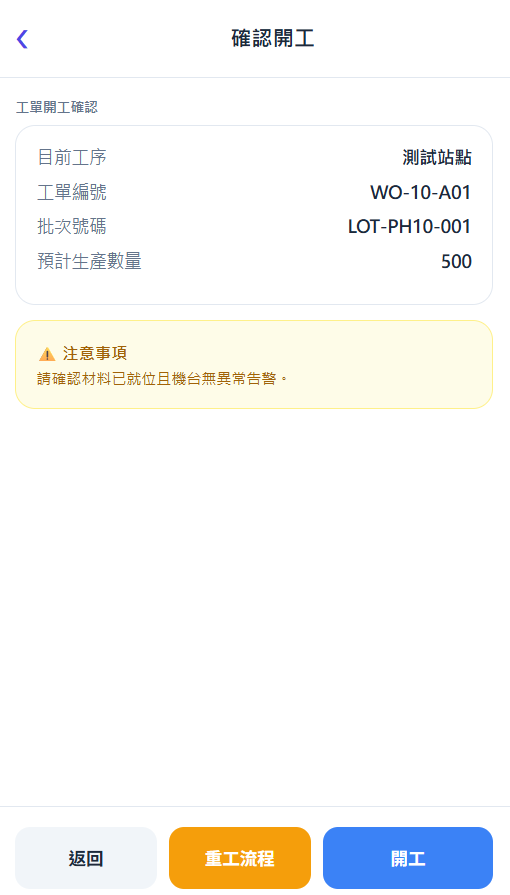 確認開工
工單開工確認
目前工序 測試站點
工單編號 WO-10-A01
批次號碼 LOT-PH10-001
預計生產數量 500
⚠️ 注意事項
請確認材料已就位且機台無異常告警。
返回 重工流程 開工